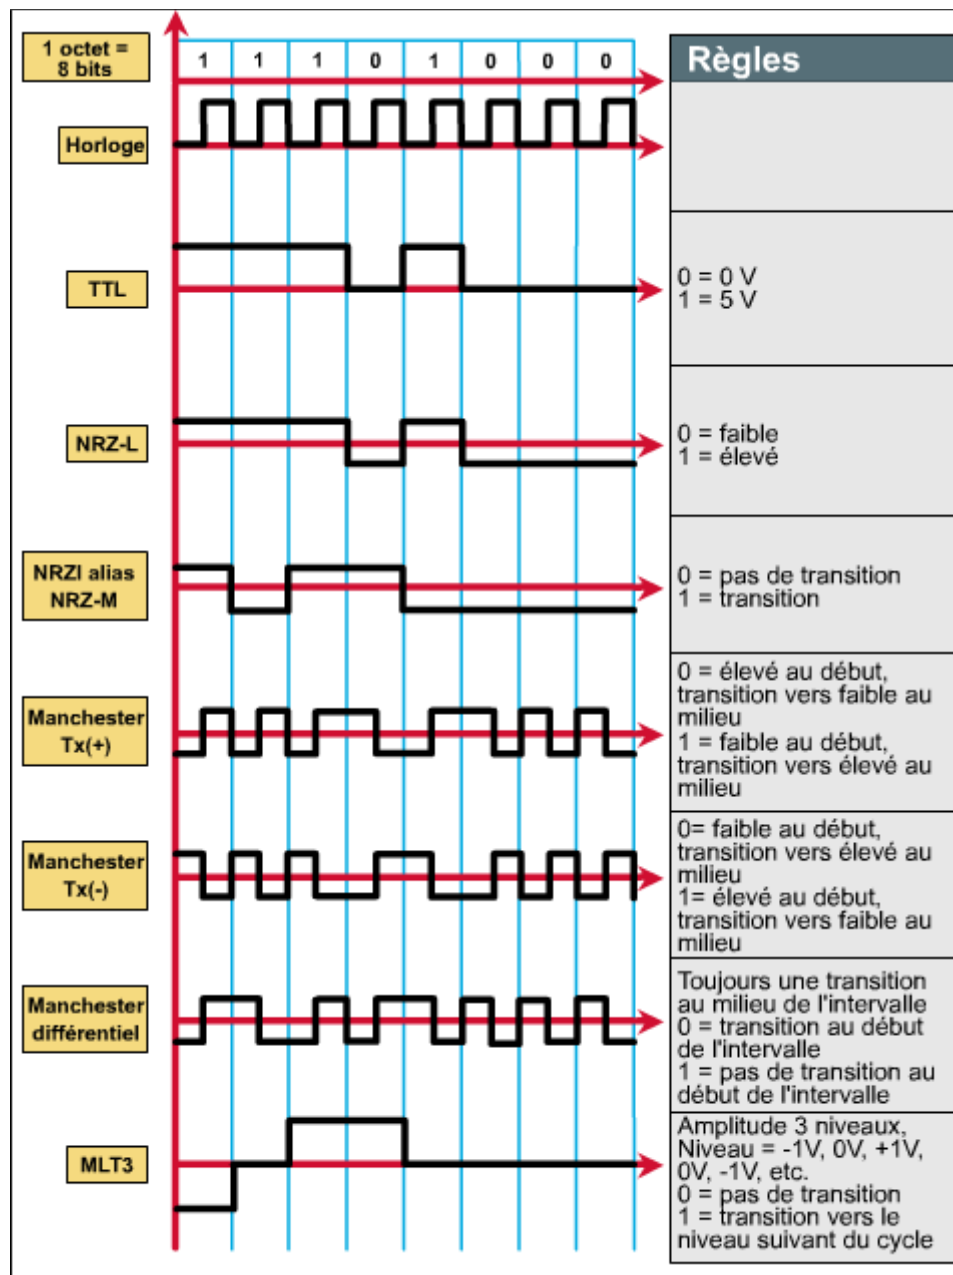 1 octet =
8 bits
1 1 1 0 1 0 0 0
Règles
Horloge
TTL
0 = 0 V
1 = 5 V
NRZ-L
0 = faible
1 = élevé
NRZI alias
NRZ-M
0 = pas de transition
1 = transition
Manchester
Tx(+)
0 = élevé au début,
transition vers faible au
milieu
1 = faible au début,
transition vers élevé au
milieu
Manchester
Tx(-)
0= faible au début,
transition vers élevé au
milieu
1= élevé au début,
transition vers faible au
milieu
Manchester
différentiel
Toujours une transition
au milieu de l'intervalle
0 = transition au début
de l'intervalle
1 = pas de transition au
début de l'intervalle
MLT3
Amplitude 3 niveaux,
Niveau = -1V, 0V, +1V,
0V, -1V, etc.
0 = pas de transition
1 = transition vers le
niveau suivant du cycle